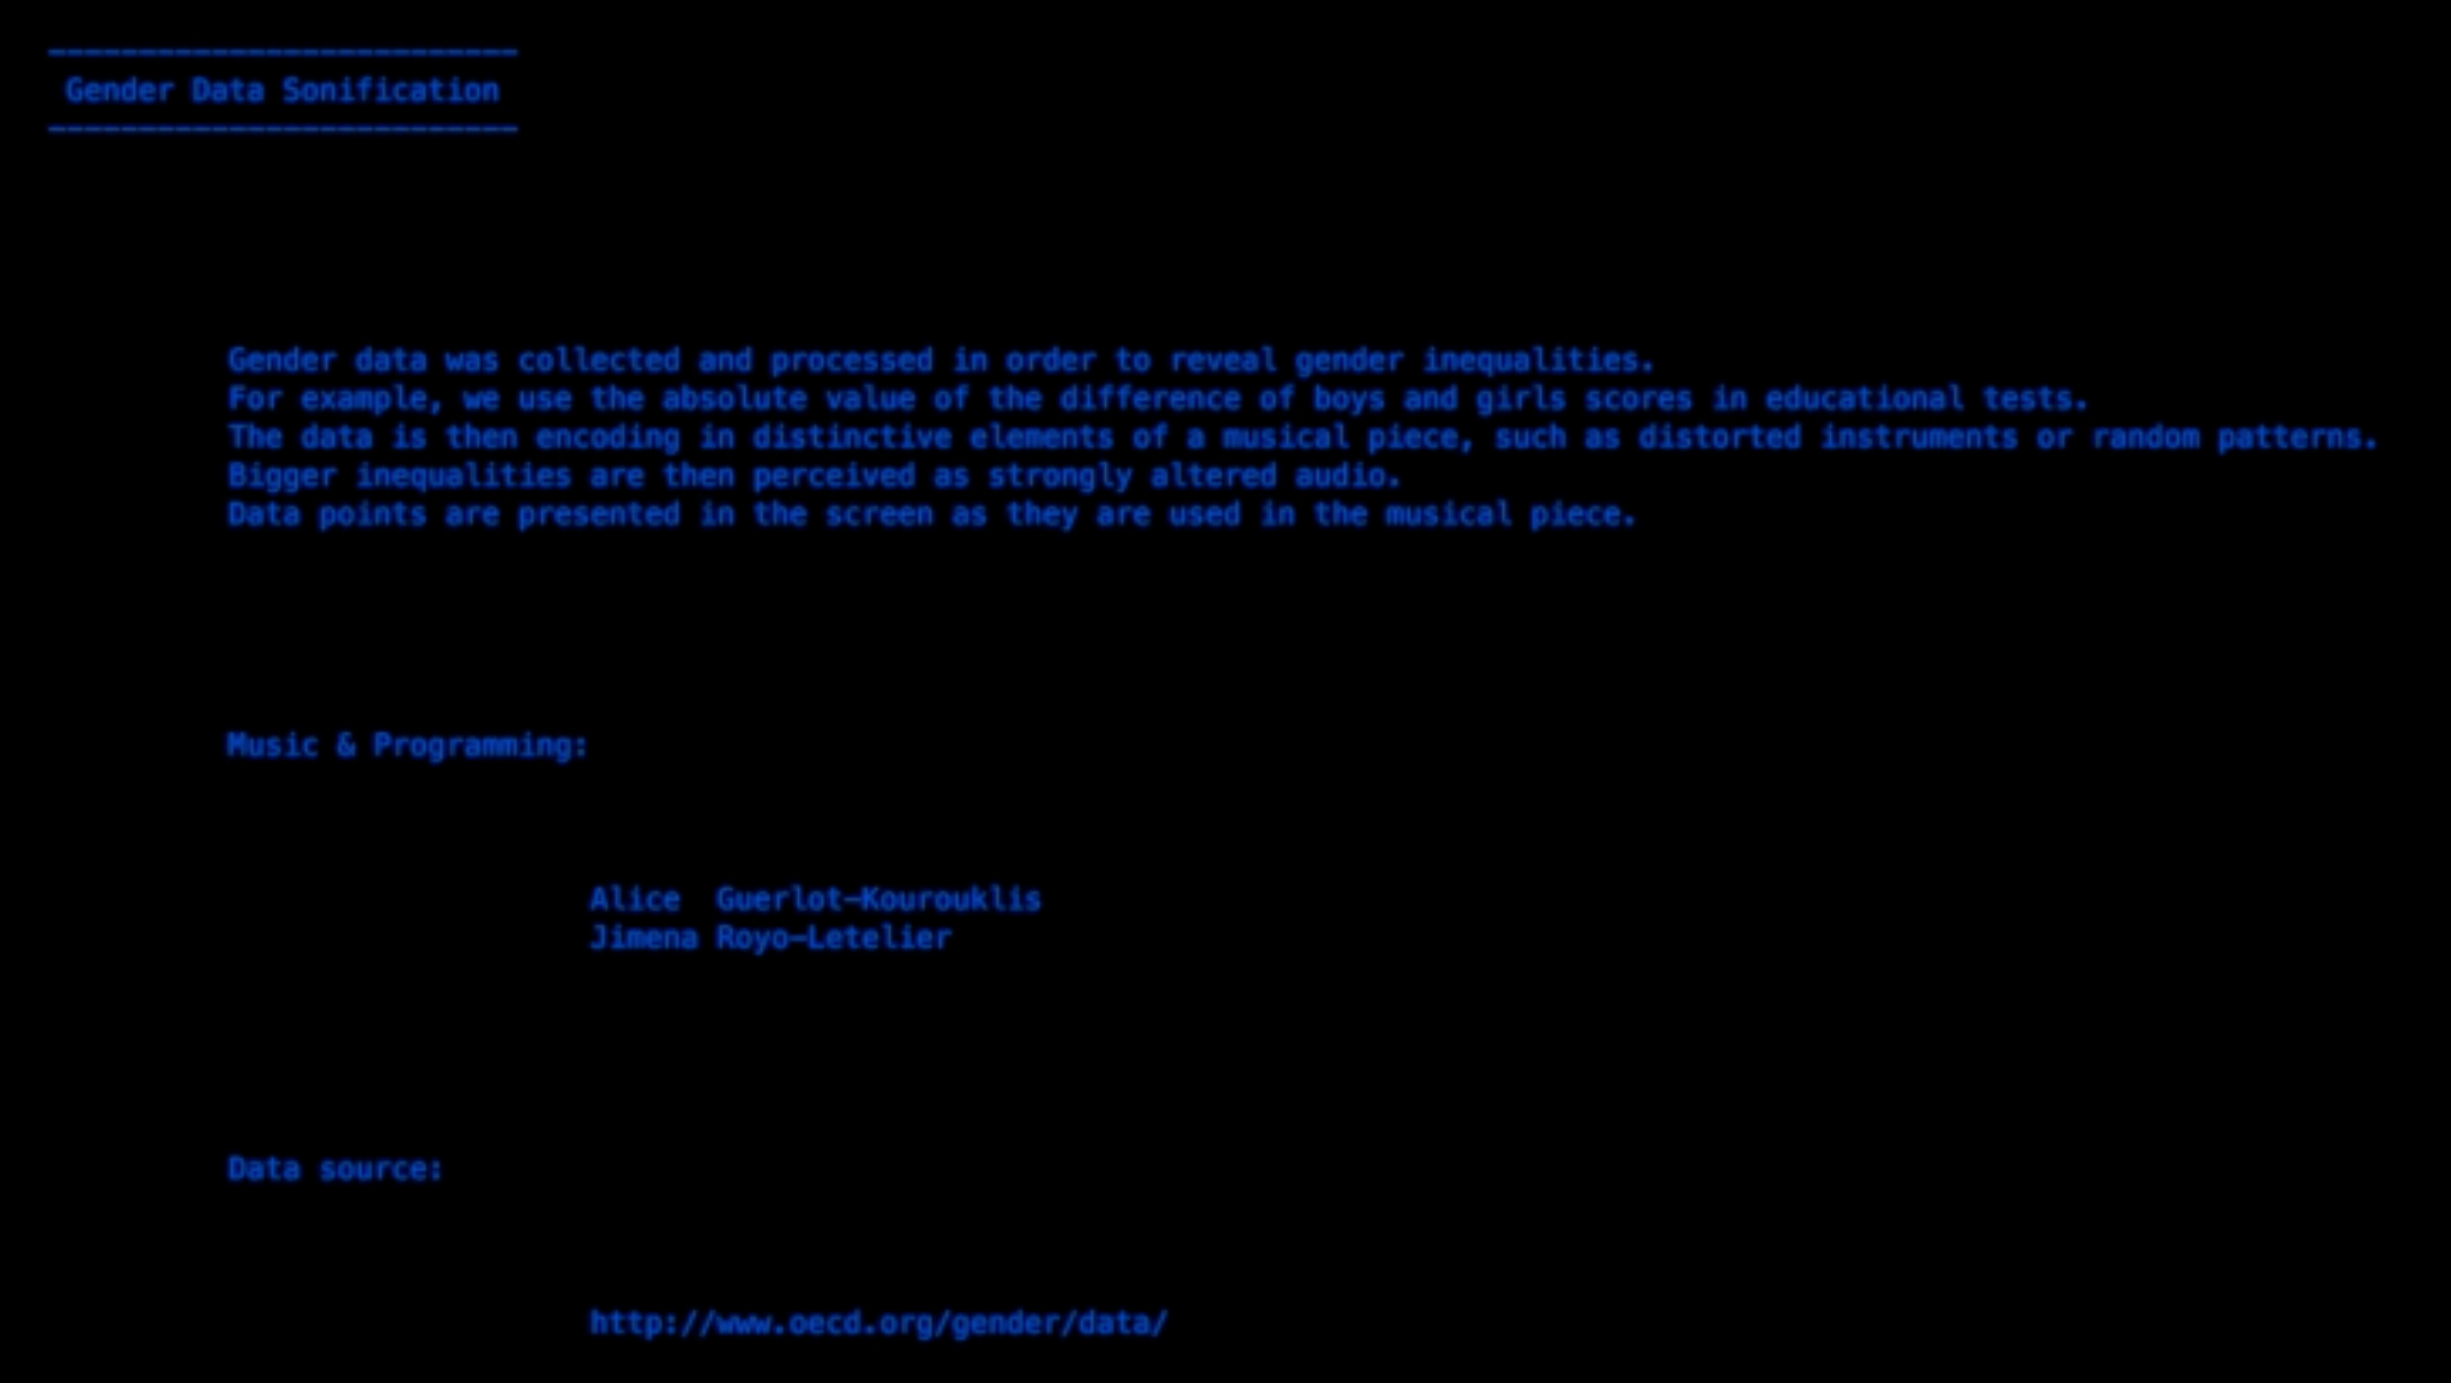 Gender Data Sonification
Gender data was collected and processed in order to reveal gender inequalities.
For example, we use the absolute value of the difference of boys and girls scores in educational tests.
The data is then encoding in distinctive elements of a musical piece, such as distorted instruments or random patterns.
Bigger inequalities are then perceived as strongly altered audio.
Data points are presented in the screen as they are used in the musical piece.
Music & Programming:
Alice  Guerlot-Kourouklis
Jimena Royo-Letelier
Data source:
http://www.oecd.org/gender/data/